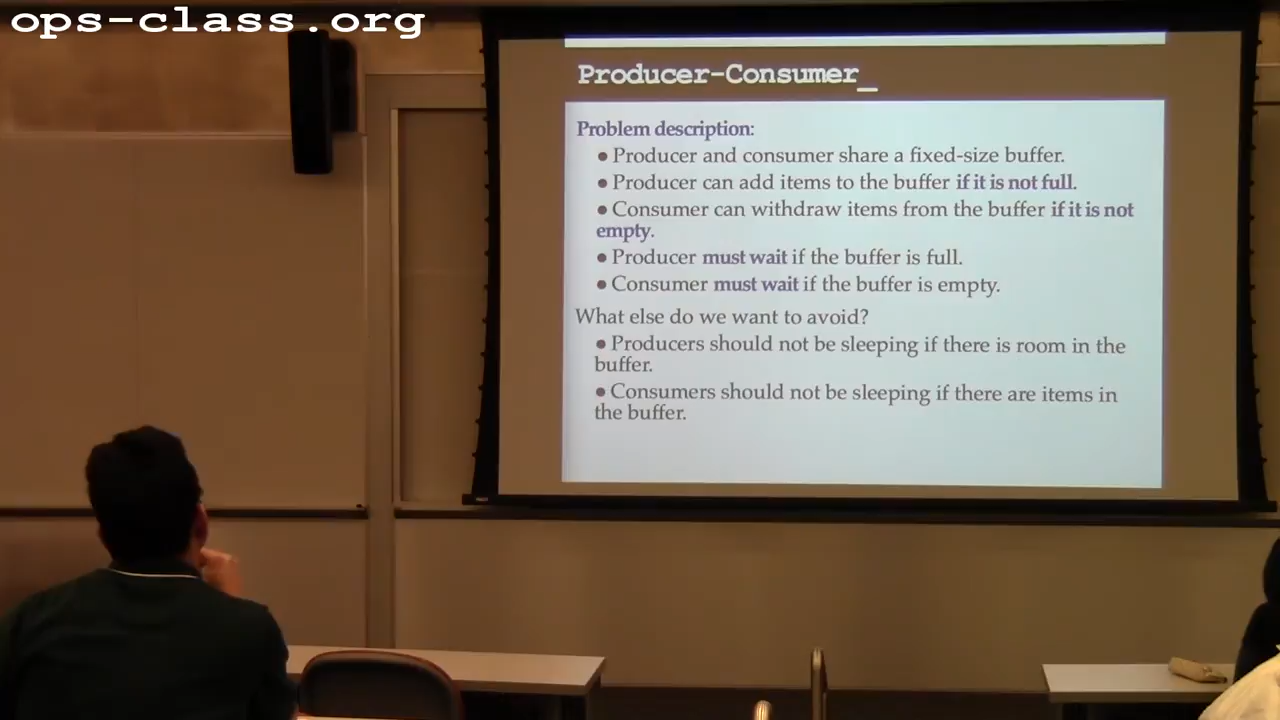 ops-class.org
Producer-Consumer_
Problem description:
● Producer and consumer share a fixed-size buffer.
● Producer can add items to the buffer if it is not full.
● Consumer can withdraw items from the buffer if it is not
empty.
● Producer must wait if the buffer is full.
● Consumer must wait if the buffer is empty.
What else do we want to avoid?
● Producers should not be sleeping if there is room in the
buffer.
● Consumers should not be sleeping if there are items in
the buffer.